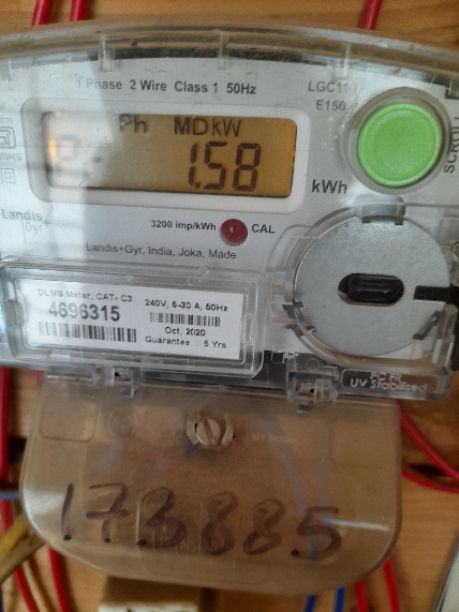 1 Phase 2 Wire Class 1 50Hz
LGC110
E150
SCROLL
Ph MDKW
1.58
kWh
Landis+
Gyr
3200 imp/kWh CAL
Landis+Gyr, India, Joka, Made
DLMS Meter, CAT- C3
4696315
240V, 5-30 A, 50Hz
Oct, 2020
Guarantee : 5 Yrs.
UV Stabilised
173885